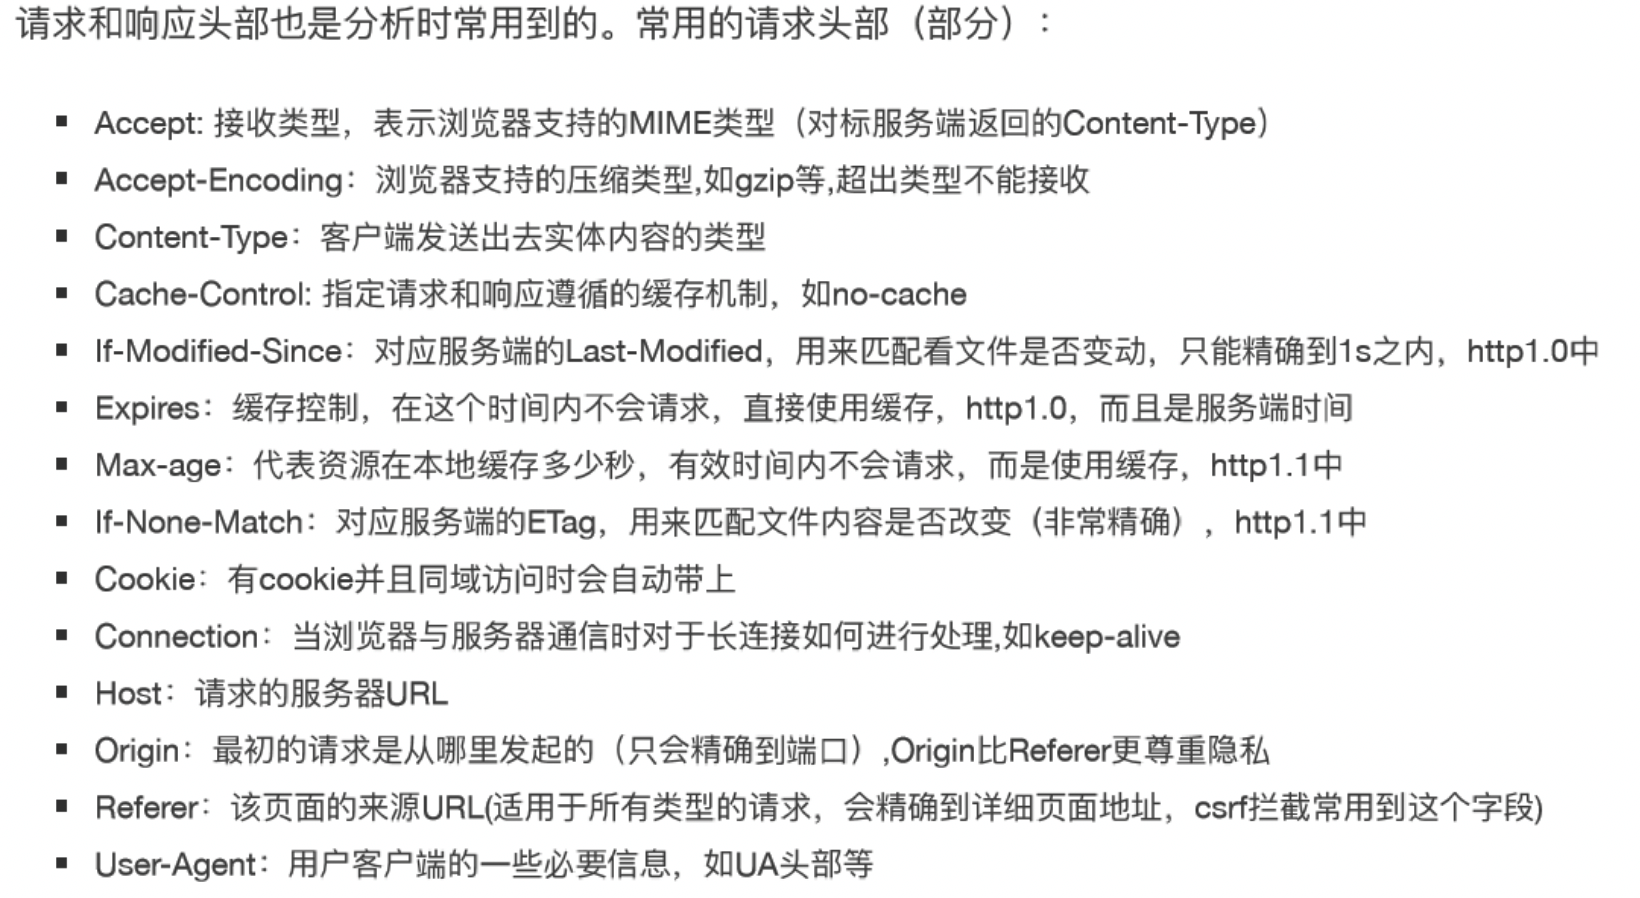 请求和响应头部也是分析时常用到的。常用的请求头部（部分）：
▪ Accept: 接收类型，表示浏览器支持的MIME类型（对标服务端返回的Content-Type）
▪ Accept-Encoding：浏览器支持的压缩类型,如gzip等,超出类型不能接收
▪ Content-Type：客户端发送出去实体内容的类型
▪ Cache-Control: 指定请求和响应遵循的缓存机制，如no-cache
▪ If-Modified-Since：对应服务端的Last-Modified，用来匹配看文件是否变动，只能精确到1s之内，http1.0中
▪ Expires：缓存控制，在这个时间内不会请求，直接使用缓存，http1.0，而且是服务端时间
▪ Max-age：代表资源在本地缓存多少秒，有效时间内不会请求，而是使用缓存，http1.1中
▪ If-None-Match：对应服务端的ETag，用来匹配文件内容是否改变（非常精确），http1.1中
▪ Cookie：有cookie并且同域访问时会自动带上
▪ Connection：当浏览器与服务器通信时对于长连接如何进行处理,如keep-alive
▪ Host：请求的服务器URL
▪ Origin：最初的请求是从哪里发起的（只会精确到端口）,Origin比Referer更尊重隐私
▪ Referer：该页面的来源URL(适用于所有类型的请求，会精确到详细页面地址，csrf拦截常用到这个字段)
▪ User-Agent：用户客户端的一些必要信息，如UA头部等